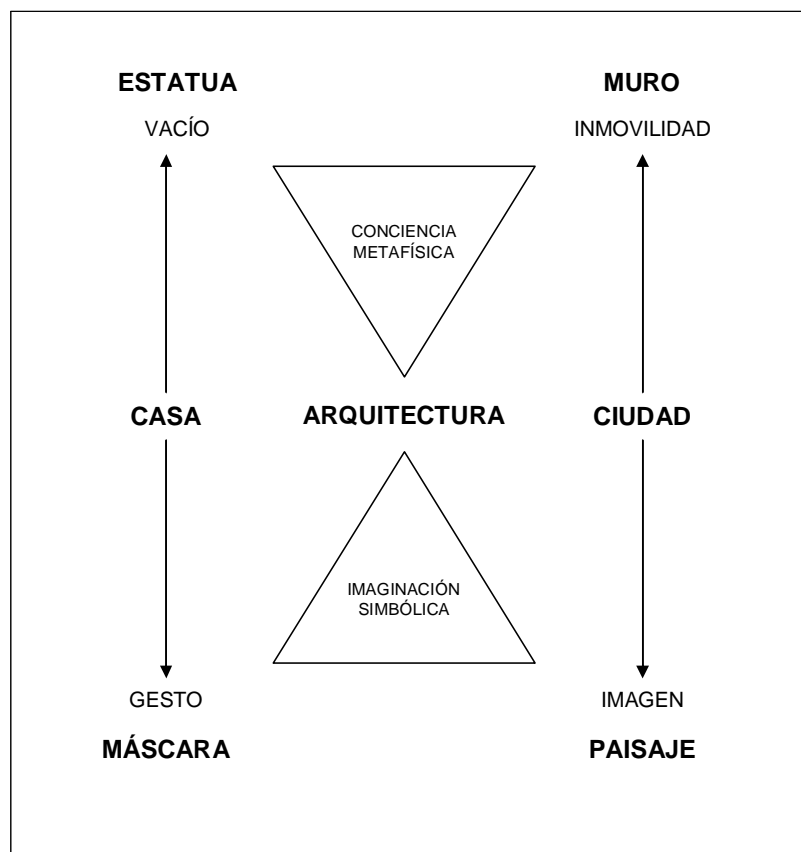 ESTATUA
MURO
VACÍO
INMOVILIDAD
CONCIENCIA
METAFÍSICA
CASA
ARQUITECTURA
CIUDAD
IMAGINACIÓN
SIMBÓLICA
GESTO
IMAGEN
MÁSCARA
PAISAJE